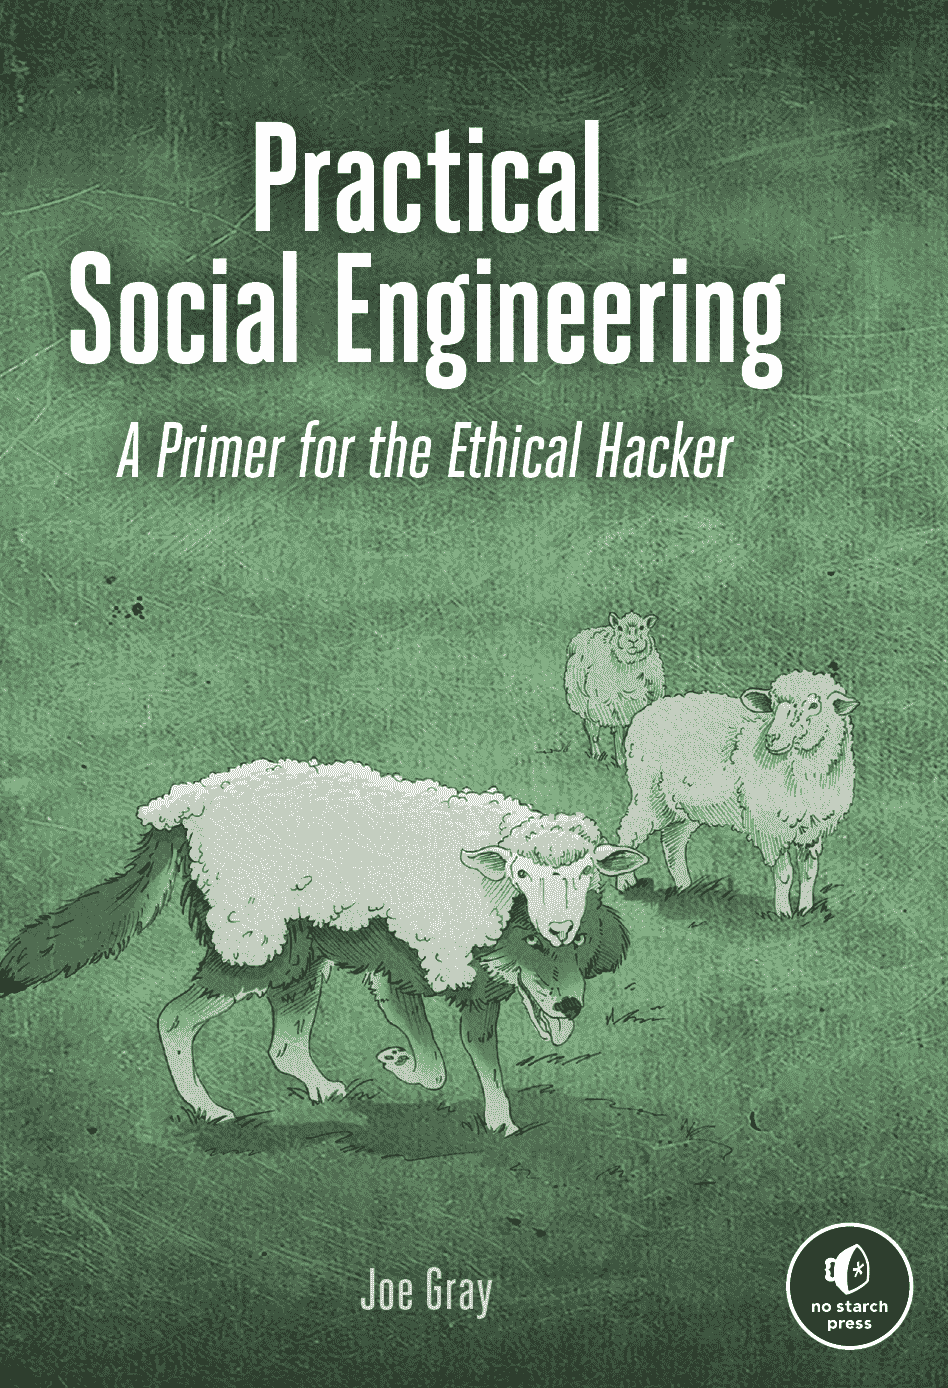 Practical
Social Engineering
A Primer for the Ethical Hacker
Joe Gray
no starch
press